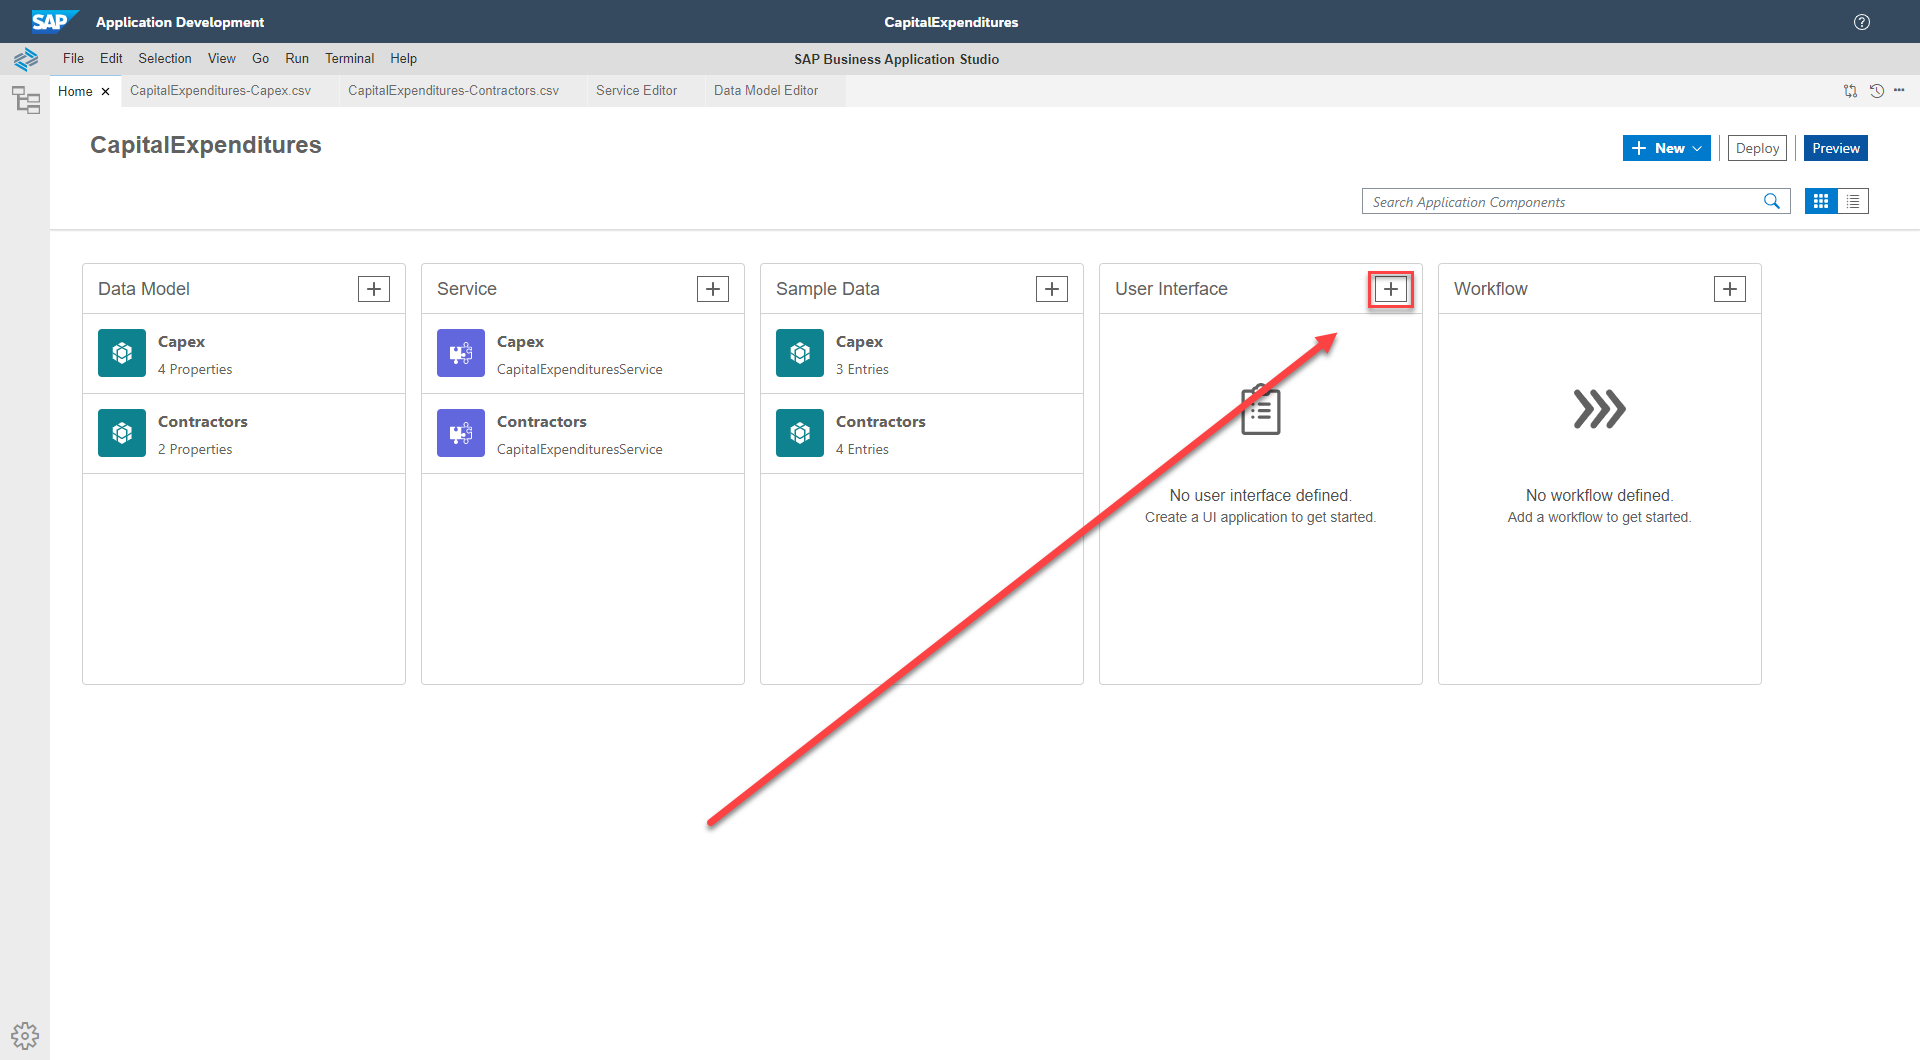 SAP Application Development
CapitalExpenditures
File Edit Selection View Go Run Terminal Help
SAP Business Application Studio
Home CapitalExpenditures-Capex.csv CapitalExpenditures-Contractors.csv Service Editor Data Model Editor
CapitalExpenditures
New Deploy Preview
Search Application Components
Data Model
Capex
4 Properties
Contractors
2 Properties
Service
Capex
CapitalExpendituresService
Contractors
CapitalExpendituresService
Sample Data
Capex
3 Entries
Contractors
4 Entries
User Interface
No user interface defined.
Create a UI application to get started.
Workflow
No workflow defined.
Add a workflow to get started.